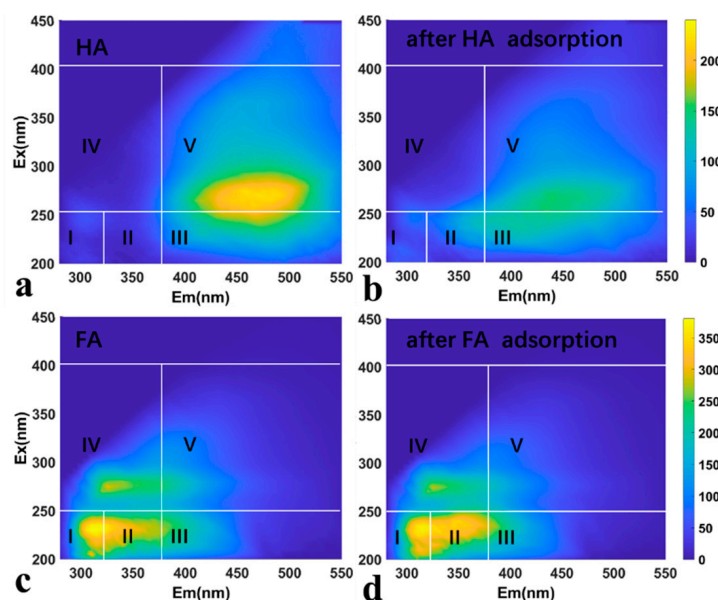 450
HA
400
350
Ex(nm)
IV
V
300
250
I
II
III
200
300
350
400
450
500
550
Em(nm)
a
450
after HA adsorption
400
350
IV
V
300
250
I
II
III
200
300
350
400
450
500
550
Em(nm)
b
200
150
100
50
0
450
FA
400
350
Ex(nm)
IV
V
300
250
I
II
III
200
300
350
400
450
500
550
Em(nm)
c
450
after FA adsorption
400
350
IV
V
300
250
I
II
III
200
300
350
400
450
500
550
Em(nm)
d
350
300
250
200
150
100
50
0